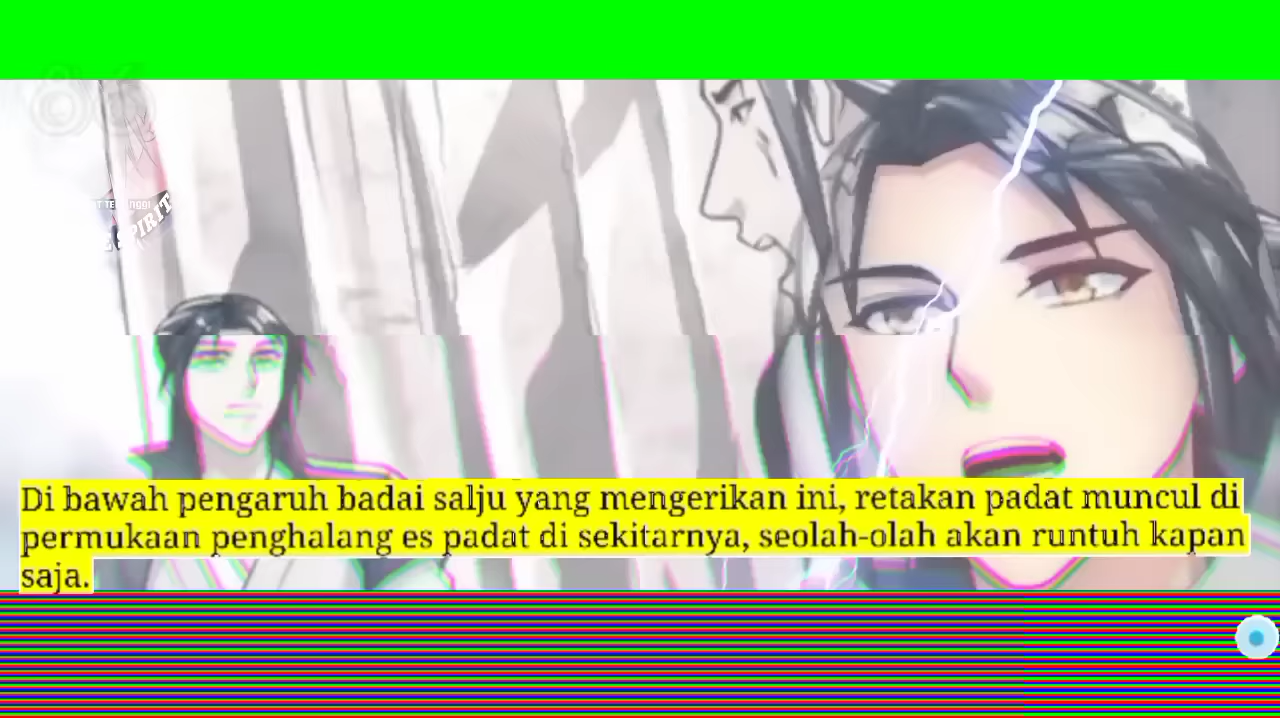 SPIRIT
Di bawah pengaruh badai salju yang mengerikan ini, retakan padat muncul di
permukaan penghalang es padat di sekitarnya, seolah-olah akan runtuh kapan
saja.